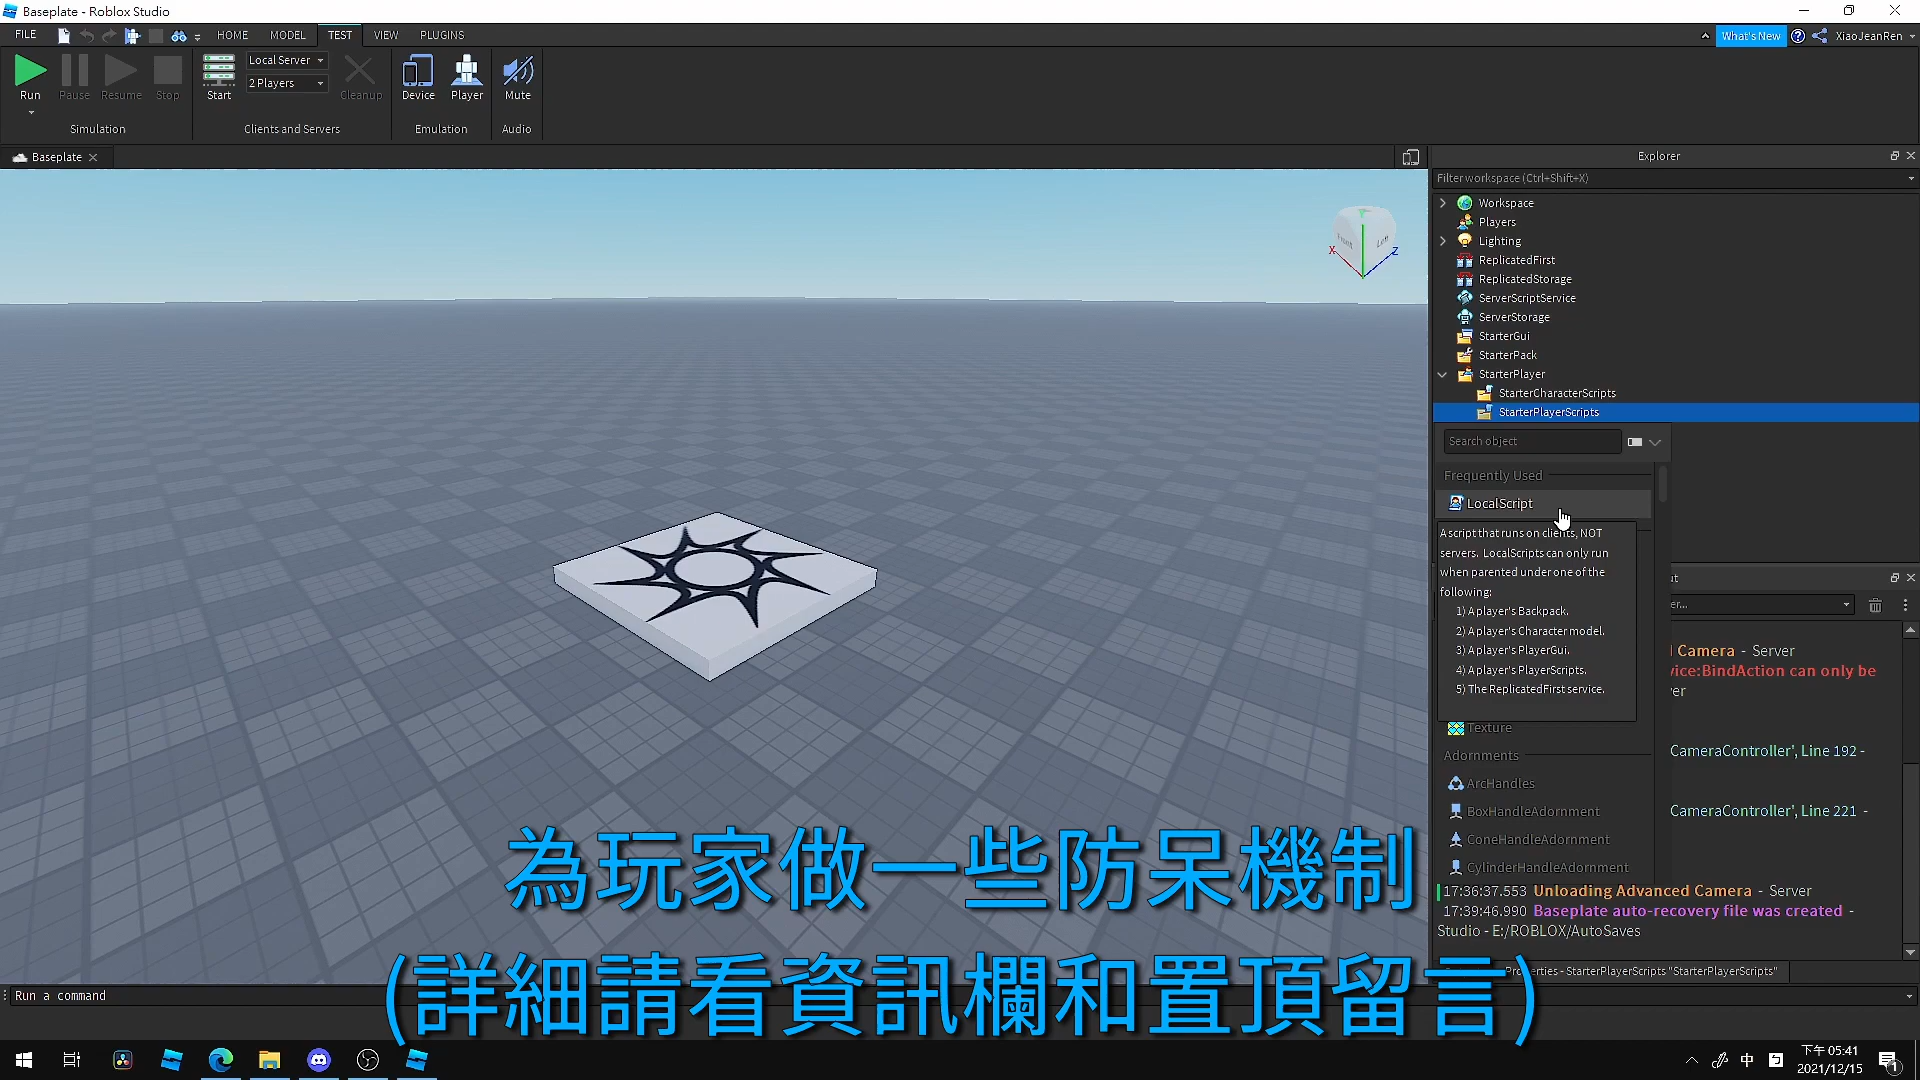 Baseplate - Roblox Studio
FILE
HOME
MODEL
TEST
VIEW
PLUGINS
What's New
XiaoJeanRen
Run
Pause
Resume
Stop
Start
Local Server
2 Players
Cleanup
Device
Player
Mute
Simulation
Clients and Servers
Emulation
Audio
Baseplate
Explorer
Filter workspace (Ctrl+Shift+X)
Workspace
Players
Lighting
ReplicatedFirst
ReplicatedStorage
ServerScriptService
ServerStorage
StarterGui
StarterPack
StarterPlayer
StarterCharacterScripts
StarterPlayerScripts
X
Z
Search object
Frequently Used
LocalScript
A script that runs on clients, NOT
servers. LocalScripts can only run
when parented under one of the
following:
1) A player's Backpack.
2) A player's Character model.
3) A player's PlayerGui.
4) A player's PlayerScripts.
5) The ReplicatedFirst service.
Texture
Adornments
ArcHandles
BoxHandleAdornment
ConeHandleAdornment
CylinderHandleAdornment
Camera - Server
vice:BindAction can only be
CameraController', Line 192 -
CameraController', Line 221 -
17:36:37.553 Unloading Advanced Camera - Server
17:39:46.990 Baseplate auto-recovery file was created -
Studio - E:/ROBLOX/AutoSaves
Properties - StarterPlayerScripts "StarterPlayerScripts"
為玩家做一些防呆機制
(詳細請看資訊欄和置頂留言)
Run a command
中
下午 05:41
2021/12/15
1